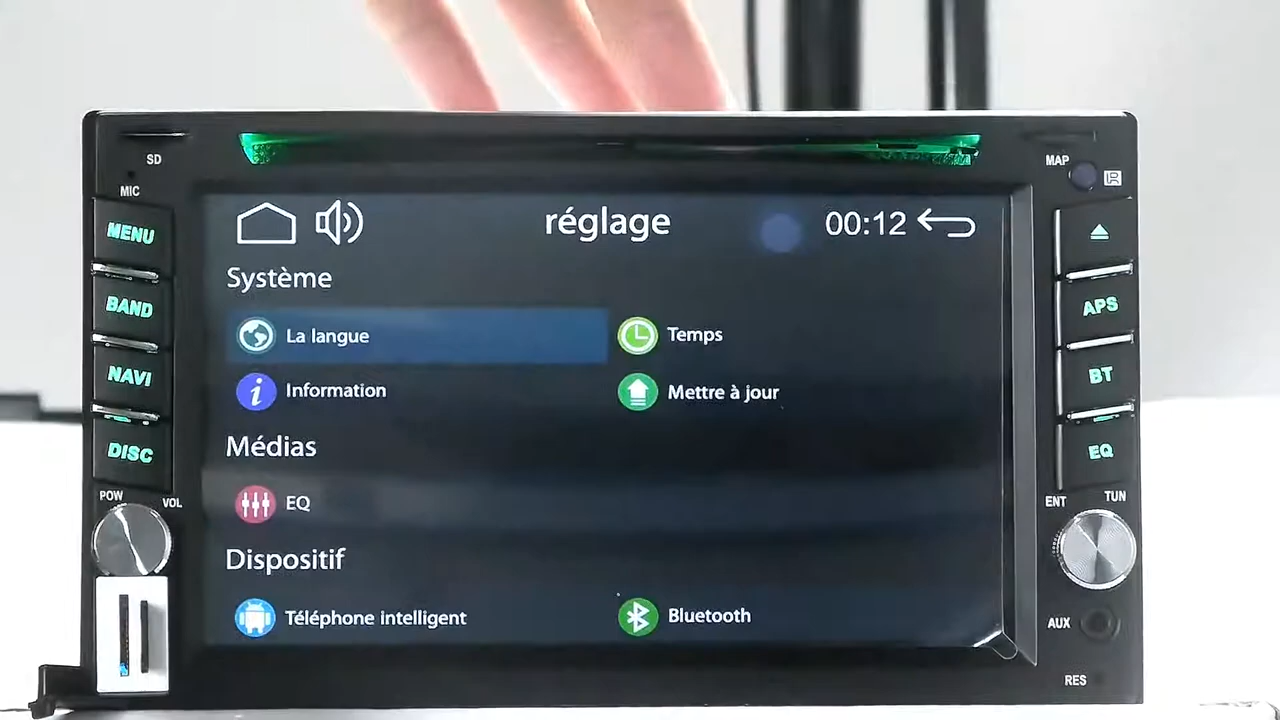 SD
MAP
MIC
MENU
BAND
NAVI
DISC
POW
VOL
réglage
00:12
Système
La langue
Temps
Information
Mettre à jour
Médias
EQ
Dispositif
Téléphone intelligent
Bluetooth
APS
BT
EQ
ENT
TUN
AUX
RES